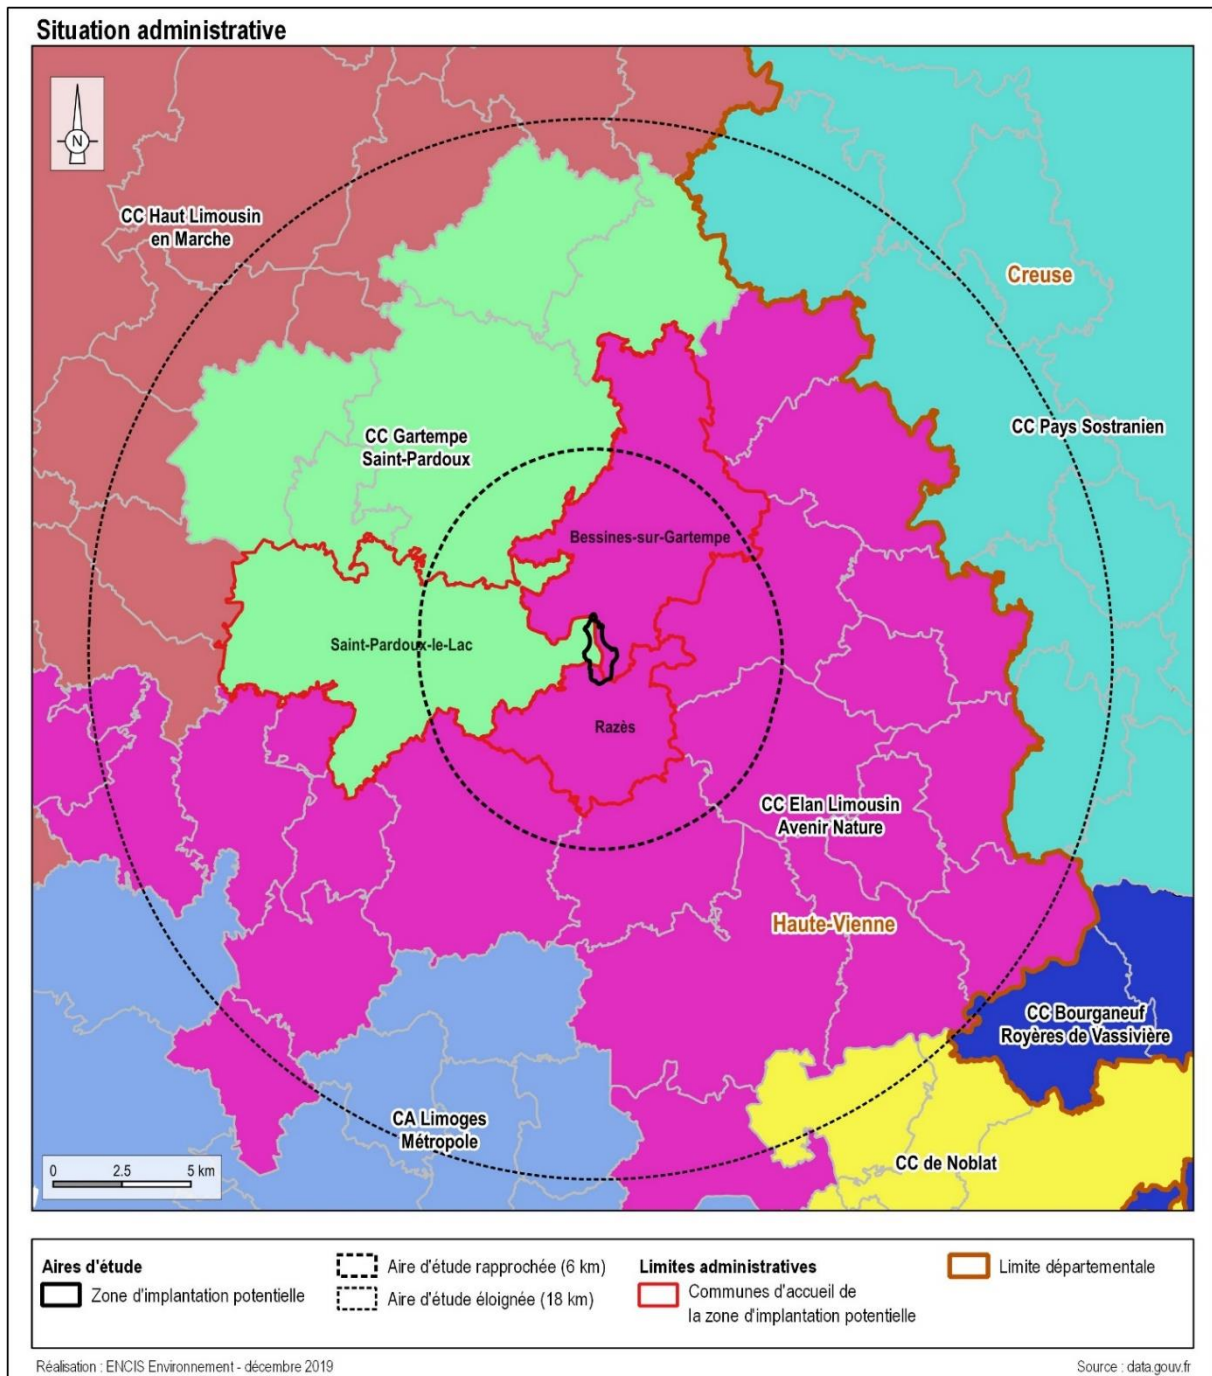 Situation administrative
N
CC Haut Limousin
en Marche
Creuse
CC Pays Sostranien
CC Gartempe
Saint-Pardoux
Bessines-sur-Gartempe
Saint-Pardoux-le-Lac
Razès
CC Elan Limousin
Avenir Nature
Haute-Vienne
CC Bourganeuf
Royères de Vassivière
CA Limoges
Métropole
CC de Noblat
0 2.5 5 km
Aires d'étude
Zone d'implantation potentielle
Aire d'étude rapprochée (6 km)
Aire d'étude éloignée (18 km)
Limites administratives
Communes d'accueil de
la zone d'implantation potentielle
Limite départementale
Réalisation : ENCIS Environnement - décembre 2019
Source : data.gouv.fr